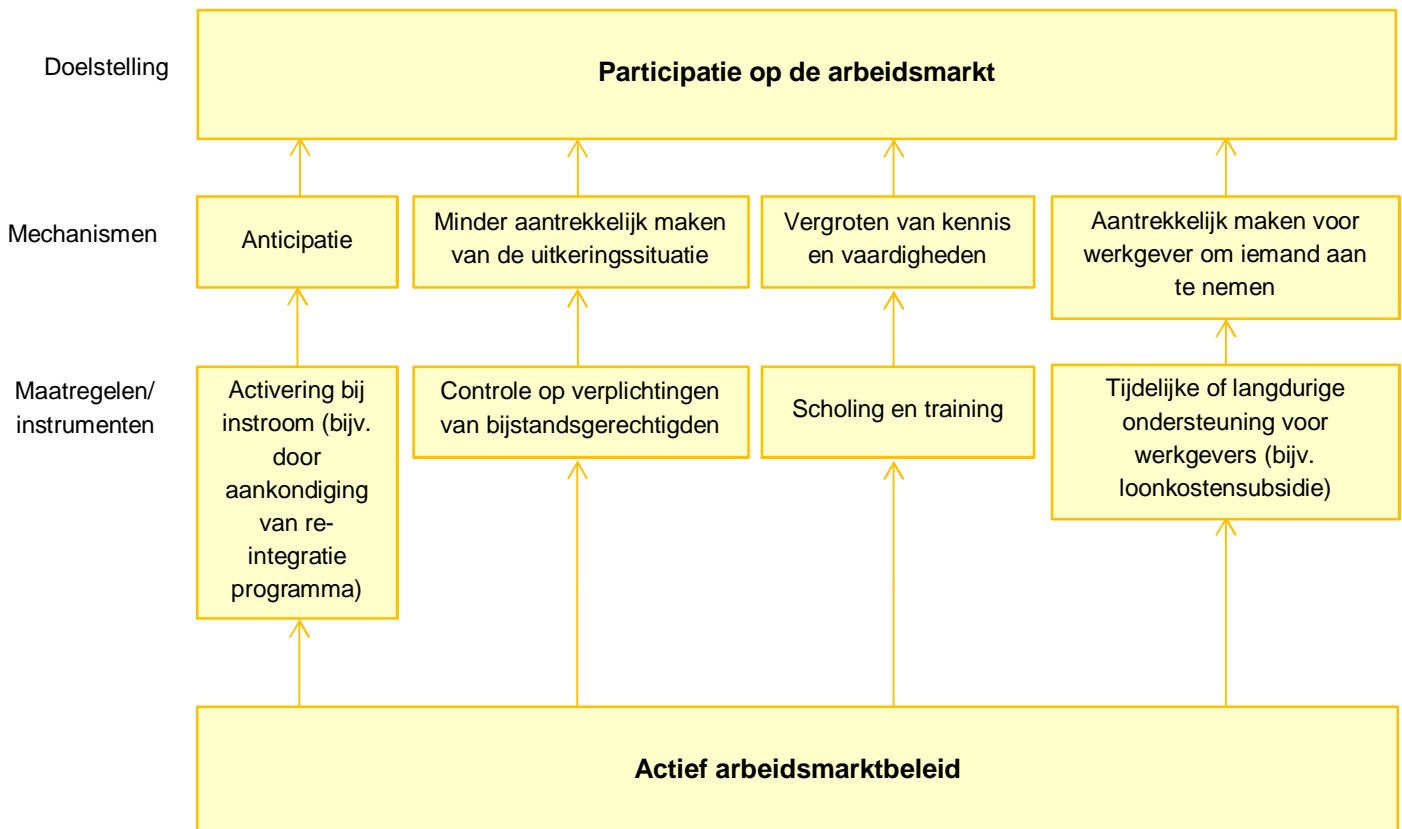 Doelstelling
Participatie op de arbeidsmarkt
Mechanismen
Anticipatie
Minder aantrekkelijk maken
van de uitkeringssituatie
Vergroten van kennis
en vaardigheden
Aantrekkelijk maken voor
werkgever om iemand aan
te nemen
Maatregelen/
instrumenten
Activering bij
instroom (bijv.
door
aankondiging
van re-
integratie
programma)
Controle op verplichtingen
van bijstandsgerechtigden
Scholing en training
Tijdelijke of langdurige
ondersteuning voor
werkgevers (bijv.
loonkostensubsidie)
Actief arbeidsmarktbeleid